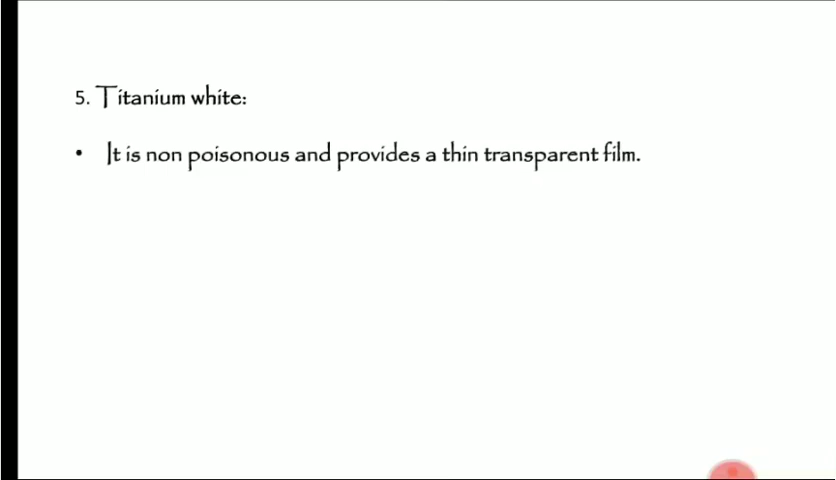 5. Titanium white:
• It is non poisonous and provides a thin transparent film.